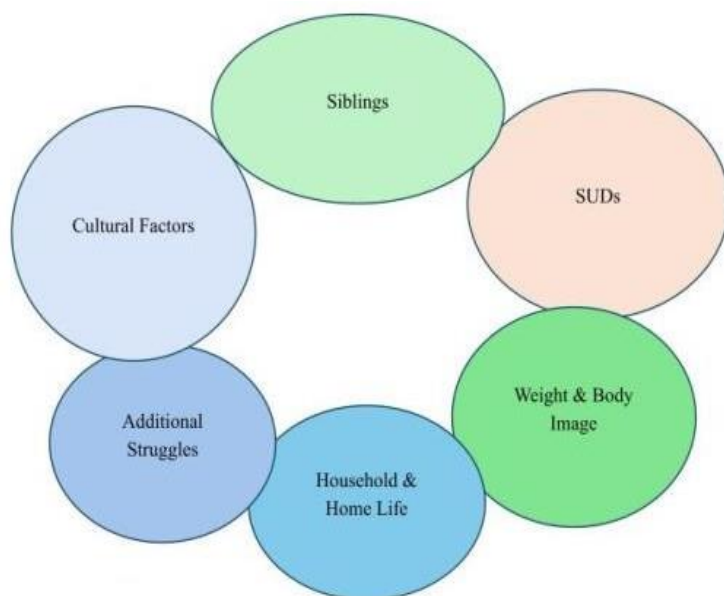 Siblings
SUDs
Cultural Factors
Weight & Body
Image
Additional
Struggles
Household &
Home Life